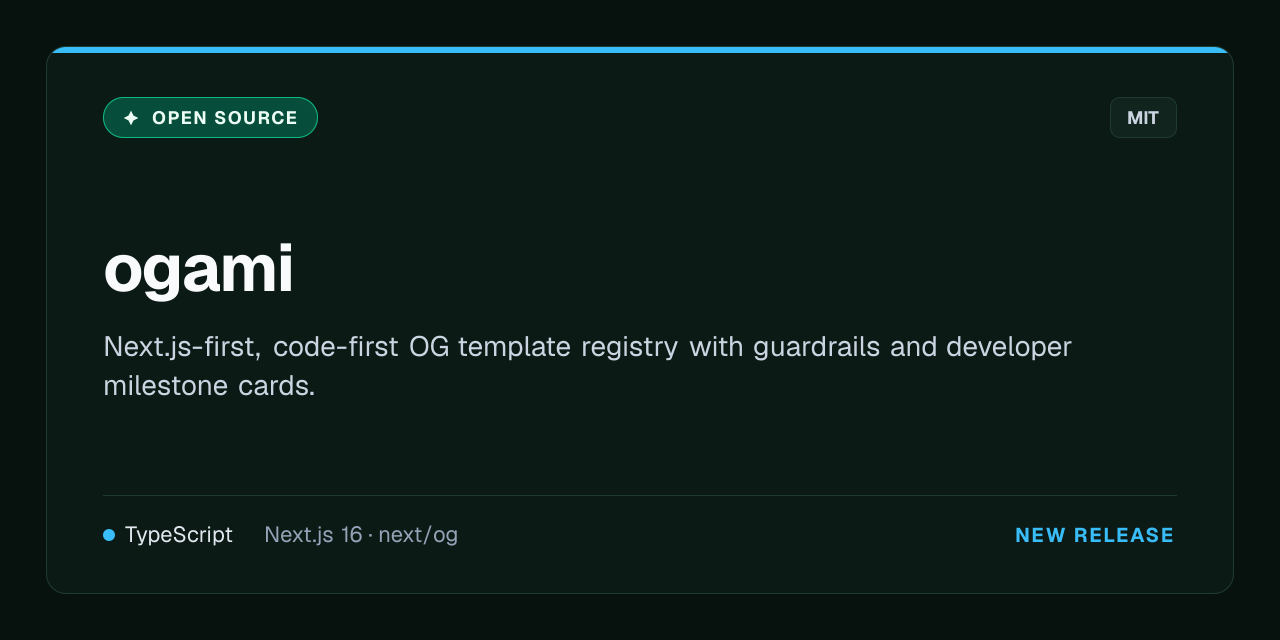 OPEN SOURCE
MIT
ogami
Next.js-first, code-first OG template registry with guardrails and developer
milestone cards.
TypeScript
Next.js 16 · next/og
NEW RELEASE